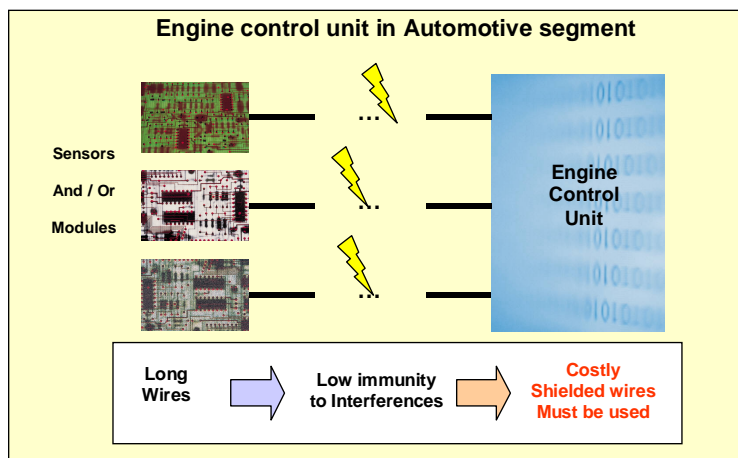 Engine control unit in Automotive segment
Sensors
And / Or
Modules
...
...
...
Engine
Control
Unit
Long
Wires
Low immunity
to Interferences
Costly
Shielded wires
Must be used